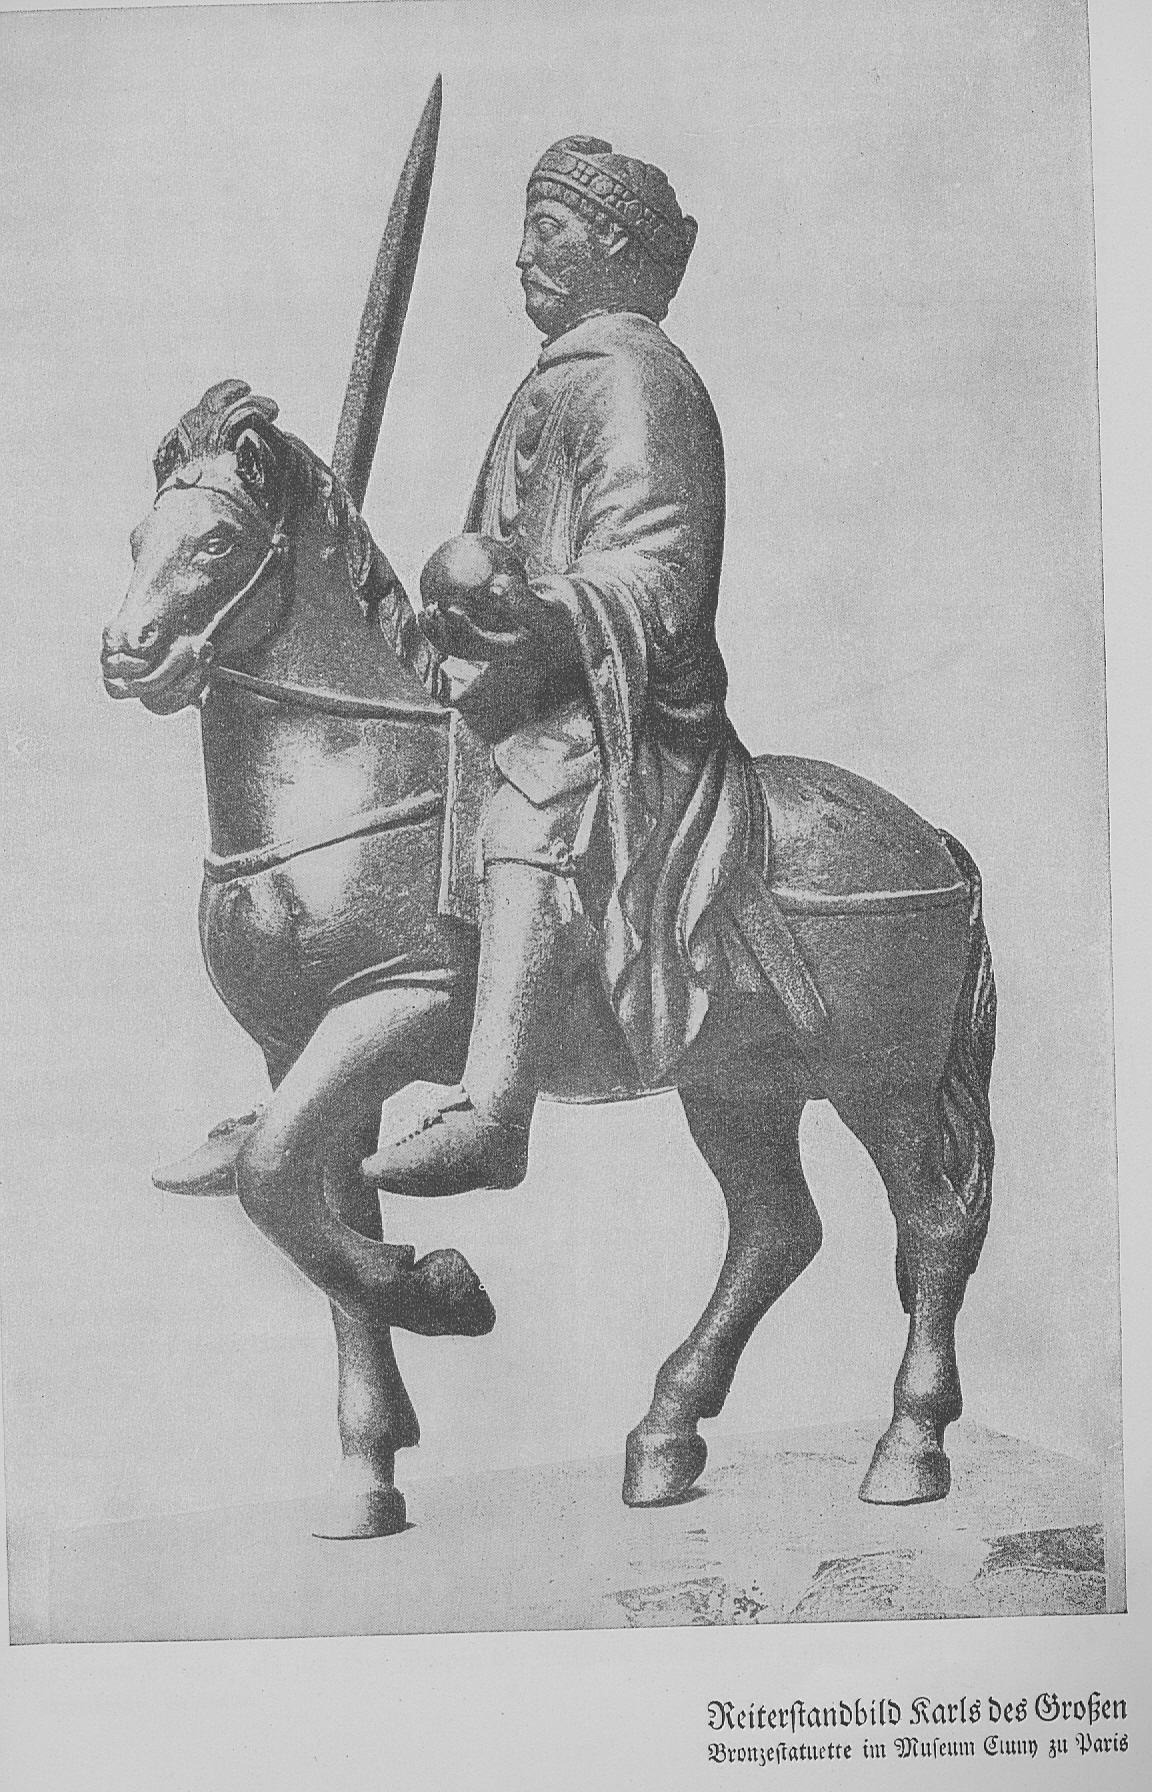 Reiterſtandbild Karls des Großen
Bronzeſtatuette im Muſeum Cluny zu Paris